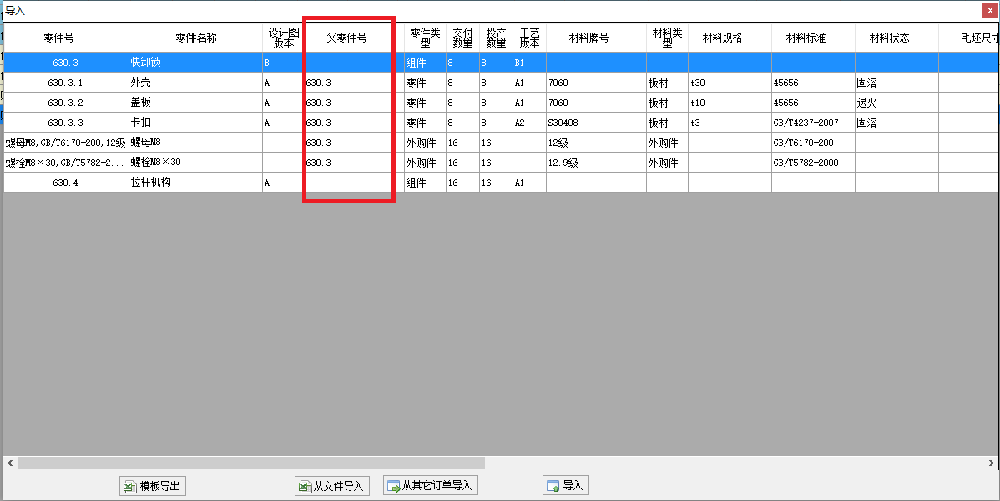 导入
零件号 零件名称 设计图版本 父零件号 零件类型 交付数量 投产数量 工艺版本 材料牌号 材料类型 材料规格 材料标准 材料状态 毛坯尺寸
630.3 快卸锁 B 组件 8 8 B1
630.3.1 外壳 A 630.3 零件 8 8 A1 7060 板材 t30 45656 固溶
630.3.2 盖板 A 630.3 零件 8 8 A1 7060 板材 t10 45656 退火
630.3.3 卡扣 A 630.3 零件 8 8 A2 S30408 板材 t3 GB/T4237-2007 固溶
螺母M8,GB/T6170-200,12级 螺母M8 630.3 外购件 16 16 12级 外购件 GB/T6170-200
螺栓M8×30,GB/T5782-2... 螺栓M8×30 630.3 外购件 16 16 12.9级 外购件 GB/T5782-2000
630.4 拉杆机构 A 组件 16 16 A1
模板导出 从文件导入 从其它订单导入 导入